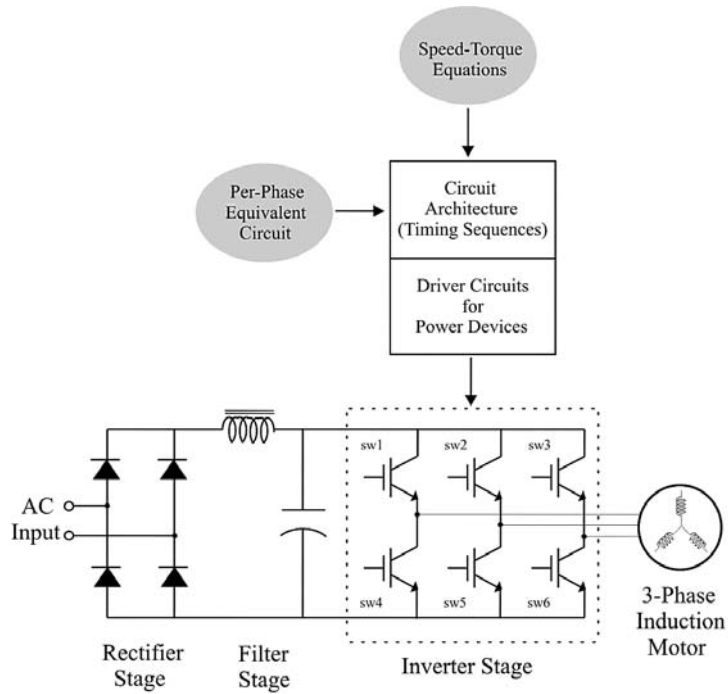 Speed-Torque
Equations
Per-Phase
Equivalent
Circuit
Circuit
Architecture
(Timing Sequences)
Driver Circuits
for
Power Devices
sw1
sw2
sw3
AC
Input
sw4
sw5
sw6
3-Phase
Induction
Motor
Rectifier
Stage
Filter
Stage
Inverter Stage